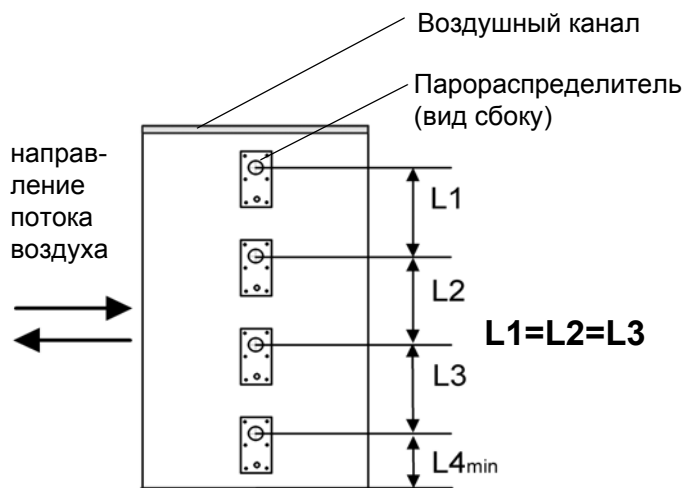 Воздушный канал
Парораспределитель
(вид сбоку)
направ-
ление
потока
воздуха
L1
L2
L1=L2=L3
L3
L4min